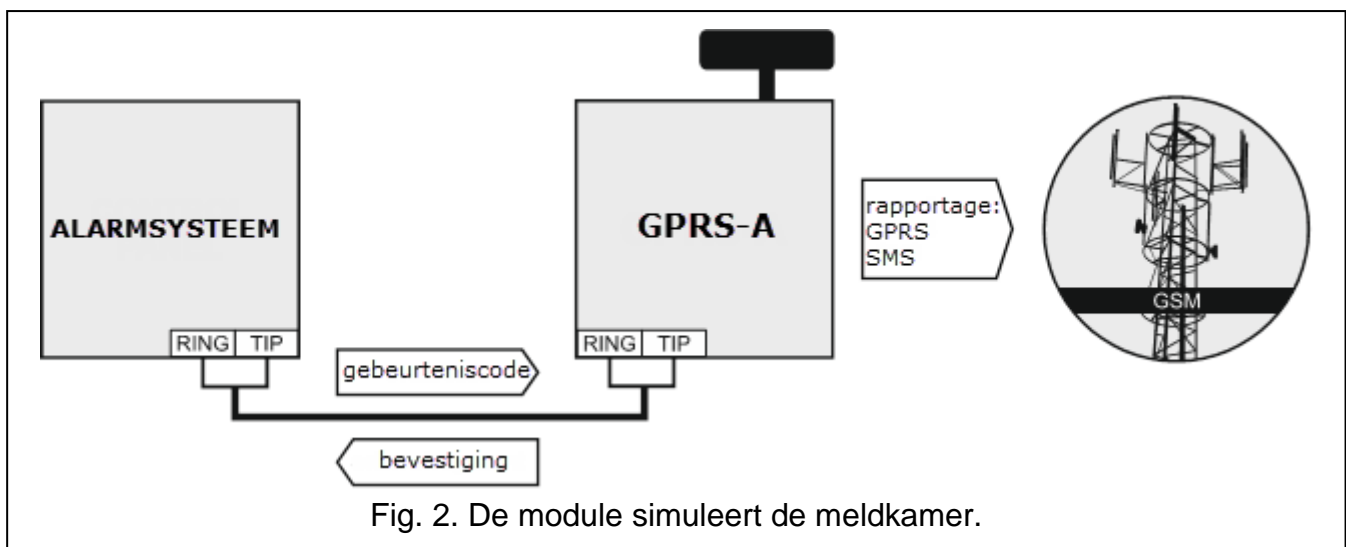 ALARMSYSTEEM
RING TIP
GPRS-A
RING TIP
gebeurteniscode
bevestiging
rapportage:
GPRS
SMS
GSM
Fig. 2. De module simuleert de meldkamer.